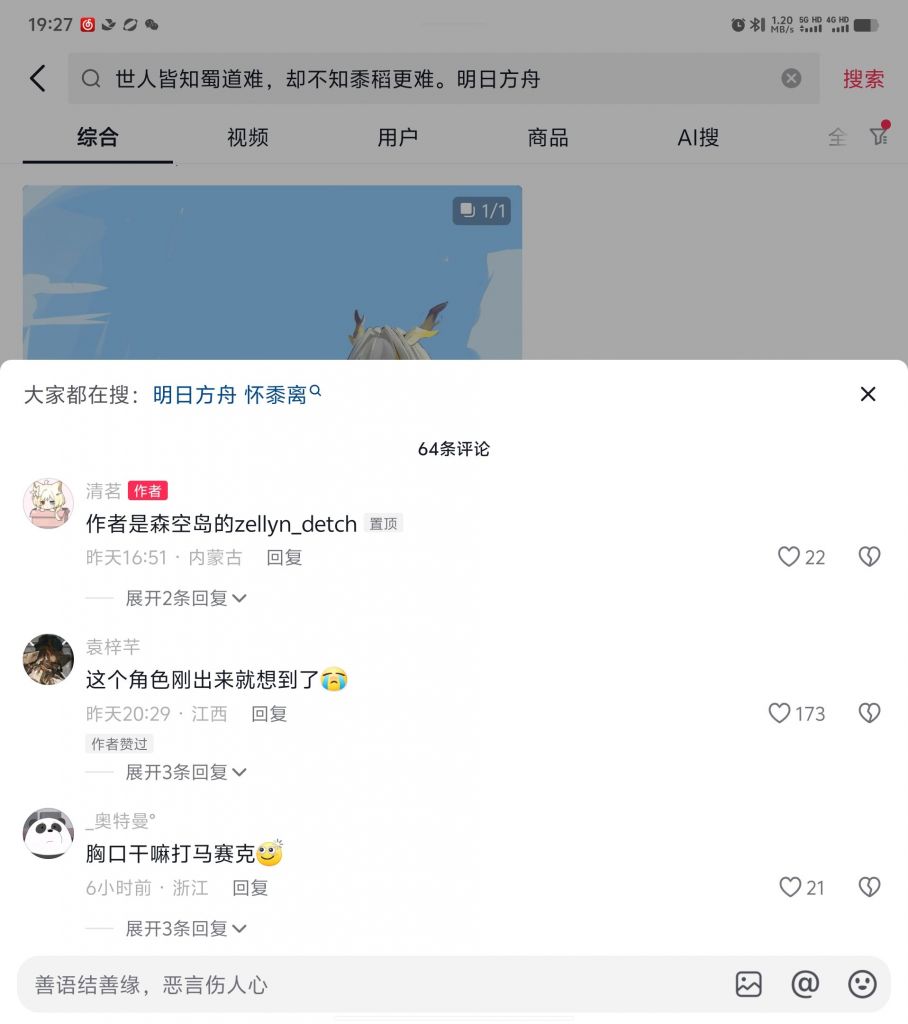 19:27
1.20 MB/s 5G HD 4G HD
世人皆知蜀道难，却不知黍稻更难。明日方舟
搜索
综合 视频 用户 商品 AI搜 全
1/1
大家都在搜：明日方舟 怀黍离
64条评论
清茗 作者
作者是森空岛的zellyn_detch 置顶
昨天16:51 · 内蒙古 回复
22
展开2条回复
袁梓芊
这个角色刚出来就想到了😭
昨天20:29 · 江西 回复
173
作者赞过
展开3条回复
_奥特曼°
胸口干嘛打马赛克
6小时前 · 浙江 回复
21
展开3条回复
善语结善缘，恶言伤人心